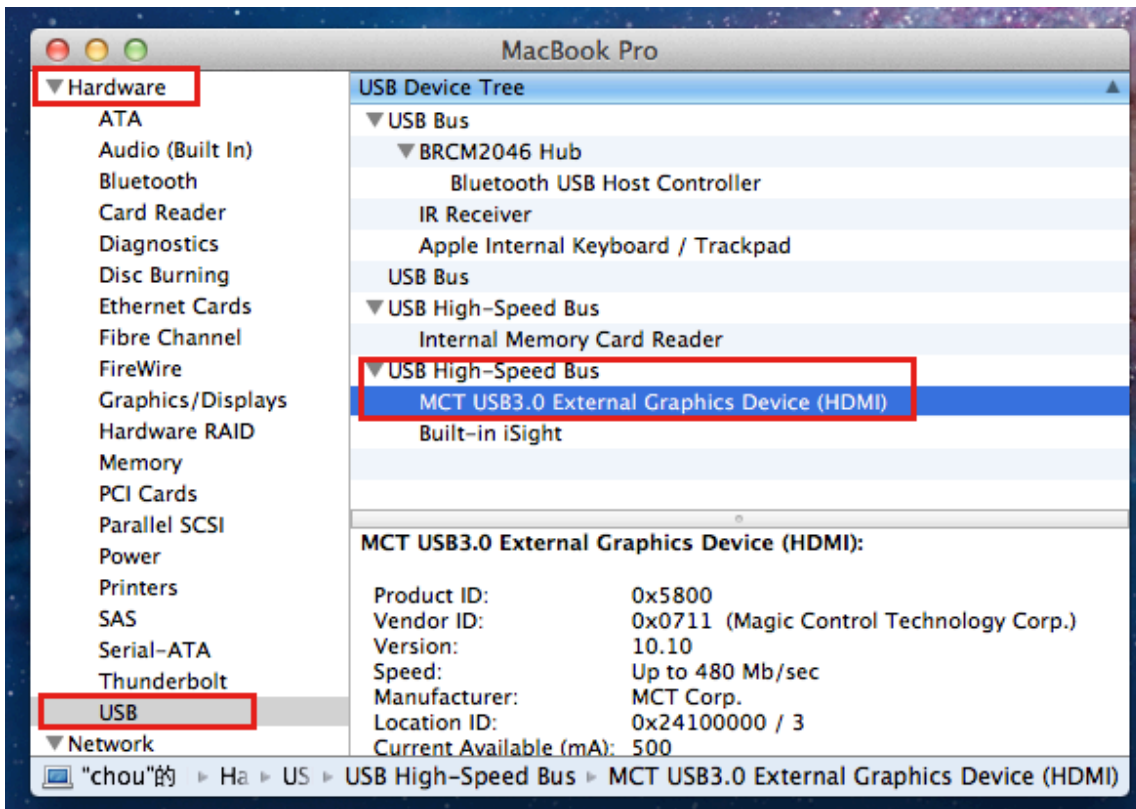 MacBook Pro
Hardware
ATA
Audio (Built In)
Bluetooth
Card Reader
Diagnostics
Disc Burning
Ethernet Cards
Fibre Channel
FireWire
Graphics/Displays
Hardware RAID
Memory
PCI Cards
Parallel SCSI
Power
Printers
SAS
Serial-ATA
Thunderbolt
USB
Network
USB Device Tree
USB Bus
BRCM2046 Hub
Bluetooth USB Host Controller
IR Receiver
Apple Internal Keyboard / Trackpad
USB Bus
USB High-Speed Bus
Internal Memory Card Reader
USB High-Speed Bus
MCT USB3.0 External Graphics Device (HDMI)
Built-in iSight
MCT USB3.0 External Graphics Device (HDMI):
Product ID: 0x5800
Vendor ID: 0x0711 (Magic Control Technology Corp.)
Version: 10.10
Speed: Up to 480 Mb/sec
Manufacturer: MCT Corp.
Location ID: 0x24100000 / 3
Current Available (mA): 500
"chou"的 ▸ Ha ▸ US ▸ USB High-Speed Bus ▸ MCT USB3.0 External Graphics Device (HDMI)